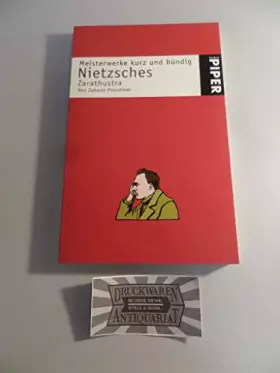 Meisterwerke kurz und bündig
Nietzsches
Zarathustra
Von Johann Prossliner
PIPER
DRUCKWAREN
ANTIQUARIAT